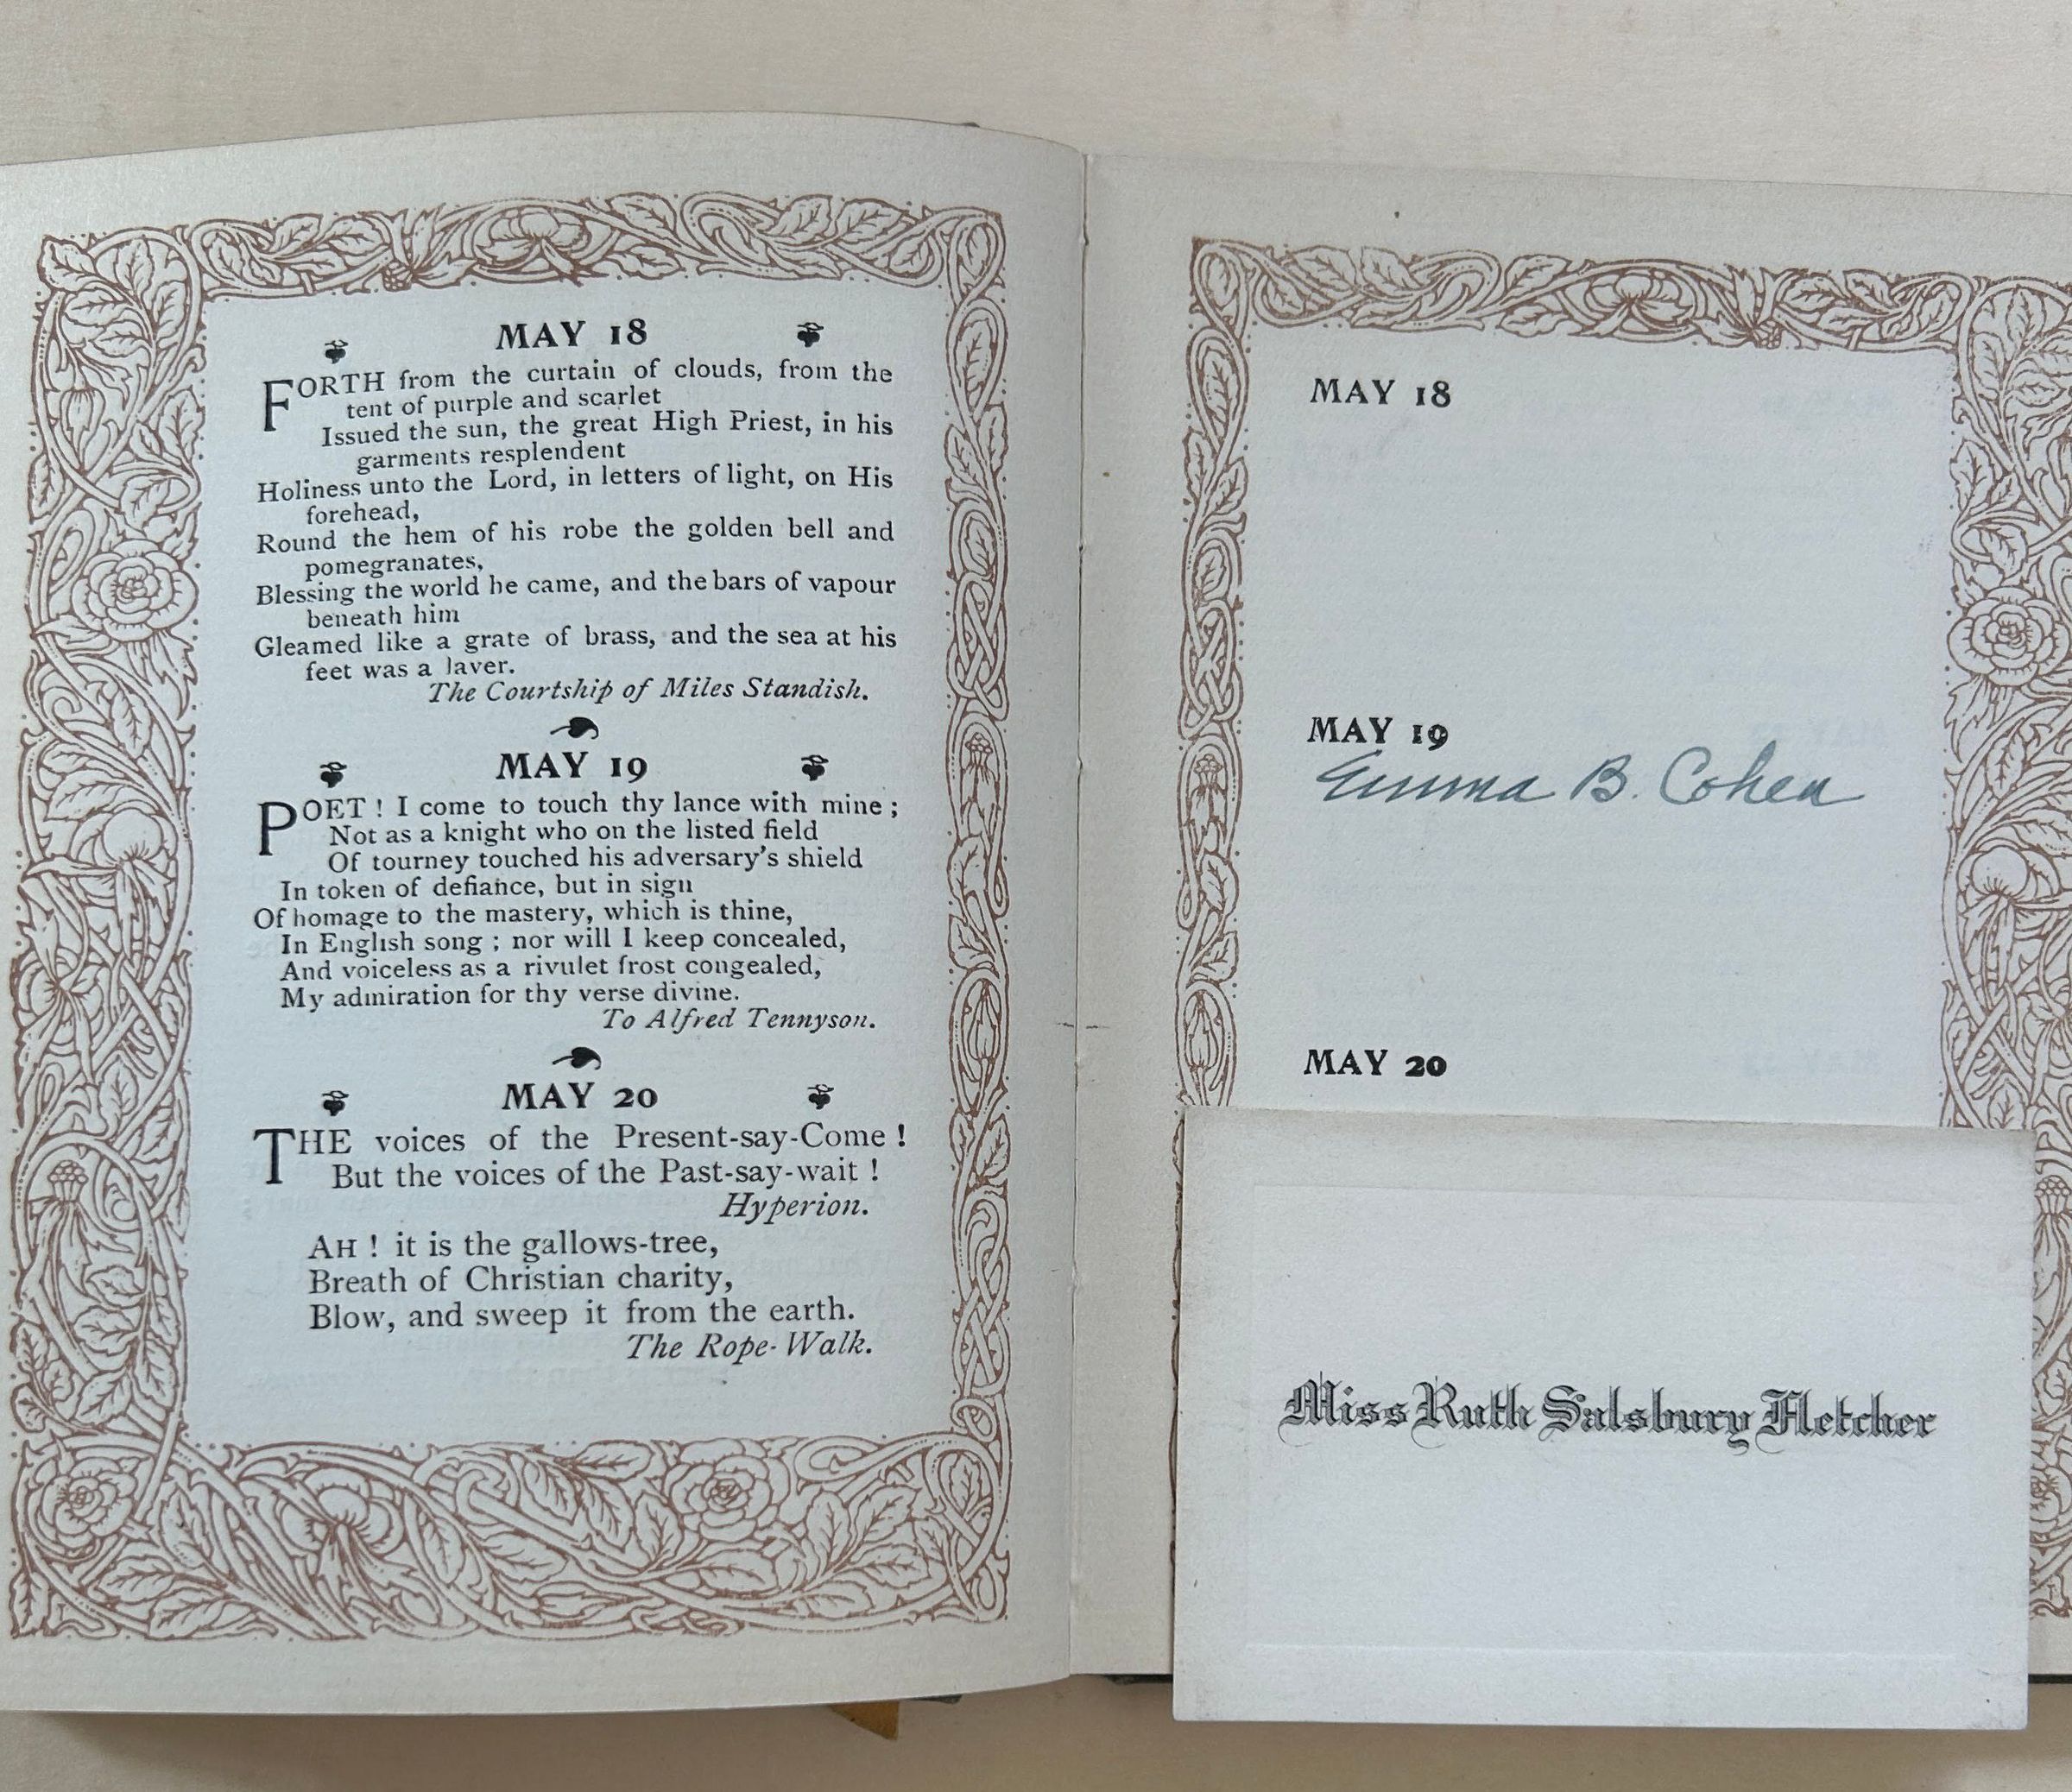 MAY 18
FORTH from the curtain of clouds, from the
tent of purple and scarlet
Issued the sun, the great High Priest, in his
garments resplendent
Holiness unto the Lord, in letters of light, on His
forehead,
Round the hem of his robe the golden bell and
pomegranates,
Blessing the world he came, and the bars of vapour
beneath him
Gleamed like a grate of brass, and the sea at his
feet was a laver.
The Courtship of Miles Standish.
MAY 19
POET ! I come to touch thy lance with mine ;
Not as a knight who on the listed field
Of tourney touched his adversary's shield
In token of defiance, but in sign
Of homage to the mastery, which is thine,
In English song ; nor will I keep concealed,
And voiceless as a rivulet frost congealed,
My admiration for thy verse divine.
To Alfred Tennyson.
MAY 20
THE voices of the Present-say-Come !
But the voices of the Past-say-wait !
Hyperion.
AH ! it is the gallows-tree,
Breath of Christian charity,
Blow, and sweep it from the earth.
The Rope-Walk.
MAY 18
MAY 19
Emma B. Cohen
MAY 20
Miss Ruth Salsbury Fletcher